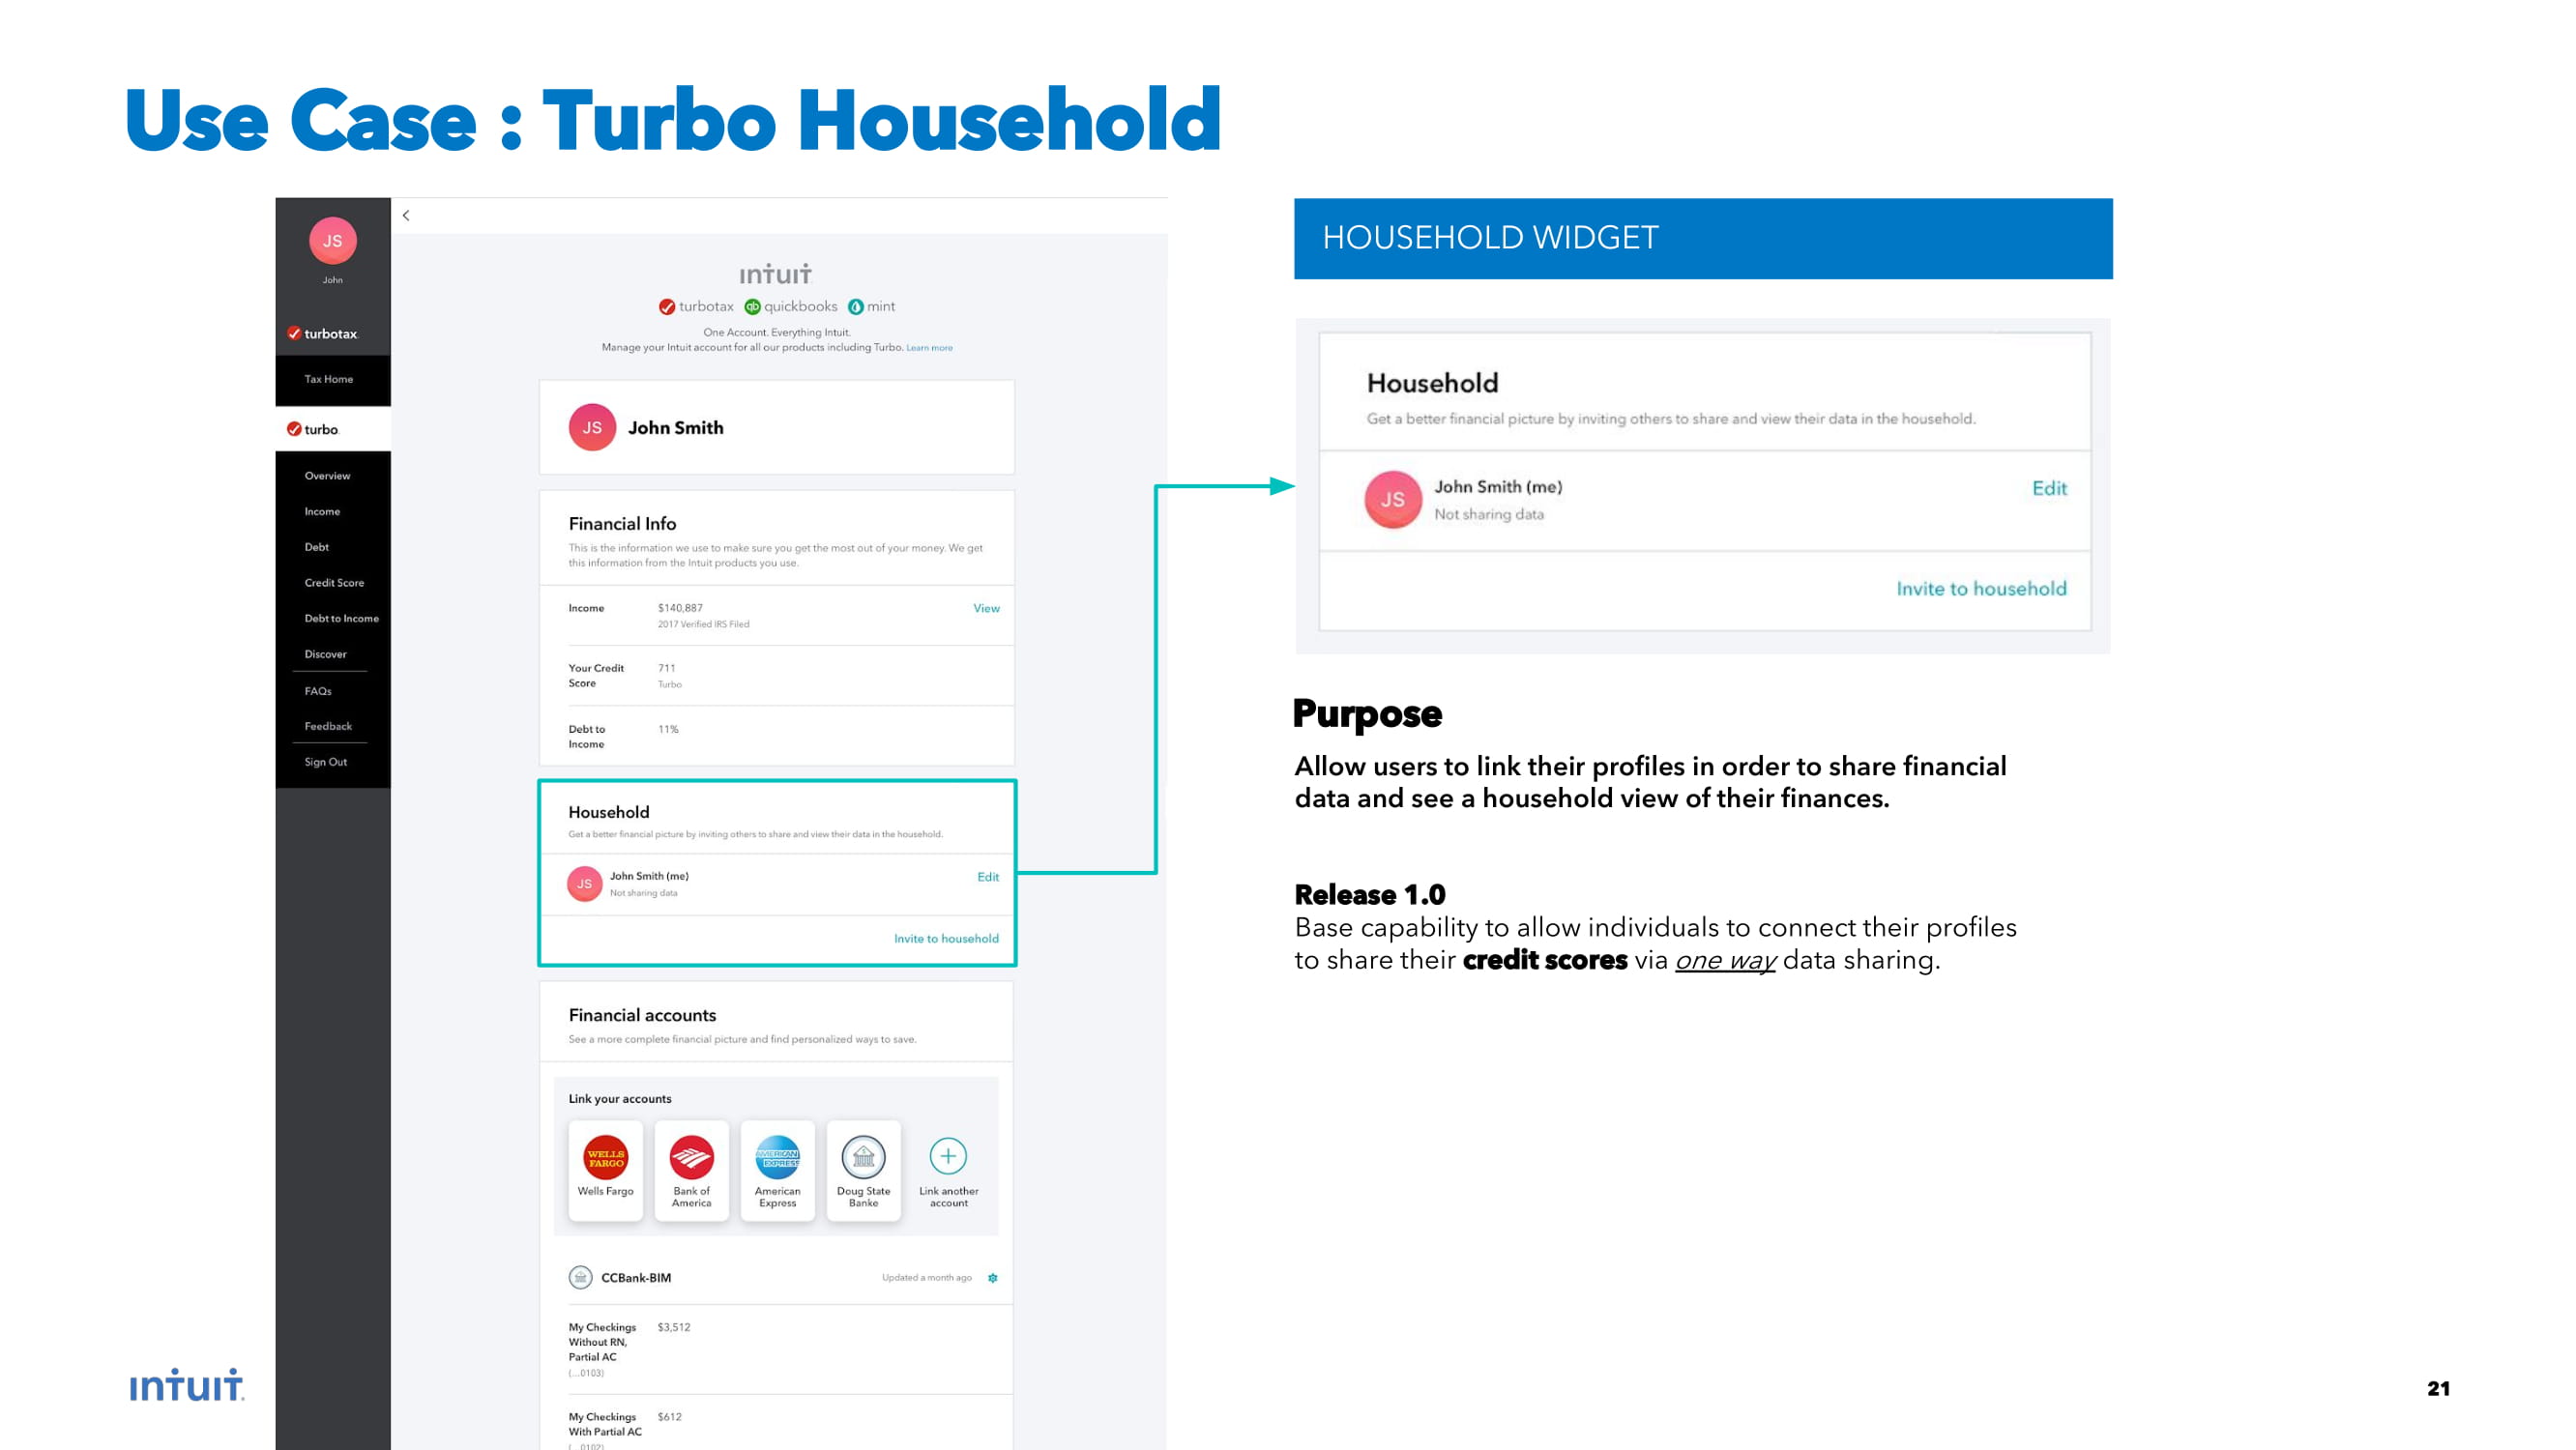 Use Case : Turbo Household
JS
John
turbotax
Tax Home
turbo
Overview
Income
Debt
Credit Score
Debt to Income
Discover
FAQs
Feedback
Sign Out
<
intuit
turbotax qb quickbooks mint
One Account. Everything Intuit.
Manage your Intuit account for all our products including Turbo. Learn more
JS John Smith
Financial Info
This is the information we use to make sure you get the most out of your money. We get
this information from the Intuit products you use.
Income $140,887 View
2017 Verified IRS Filed
Your Credit 711
Score Turbo
Debt to 11%
Income
Household
Get a better financial picture by inviting others to share and view their data in the household.
JS John Smith (me) Edit
Not sharing data
Invite to household
Financial accounts
See a more complete financial picture and find personalized ways to save.
Link your accounts
WELLS
FARGO
AMERICAN
EXPRESS
Wells Fargo
Bank of
America
American
Express
Doug State
Banke
Link another
account
CCBank-BIM Updated a month ago
My Checkings $3,512
Without RN,
Partial AC
(...0103)
My Checkings $612
With Partial AC
(...0102)
HOUSEHOLD WIDGET
Household
Get a better financial picture by inviting others to share and view their data in the household.
JS John Smith (me) Edit
Not sharing data
Invite to household
Purpose
Allow users to link their profiles in order to share financial
data and see a household view of their finances.
Release 1.0
Base capability to allow individuals to connect their profiles
to share their credit scores via one way data sharing.
intuit.
21